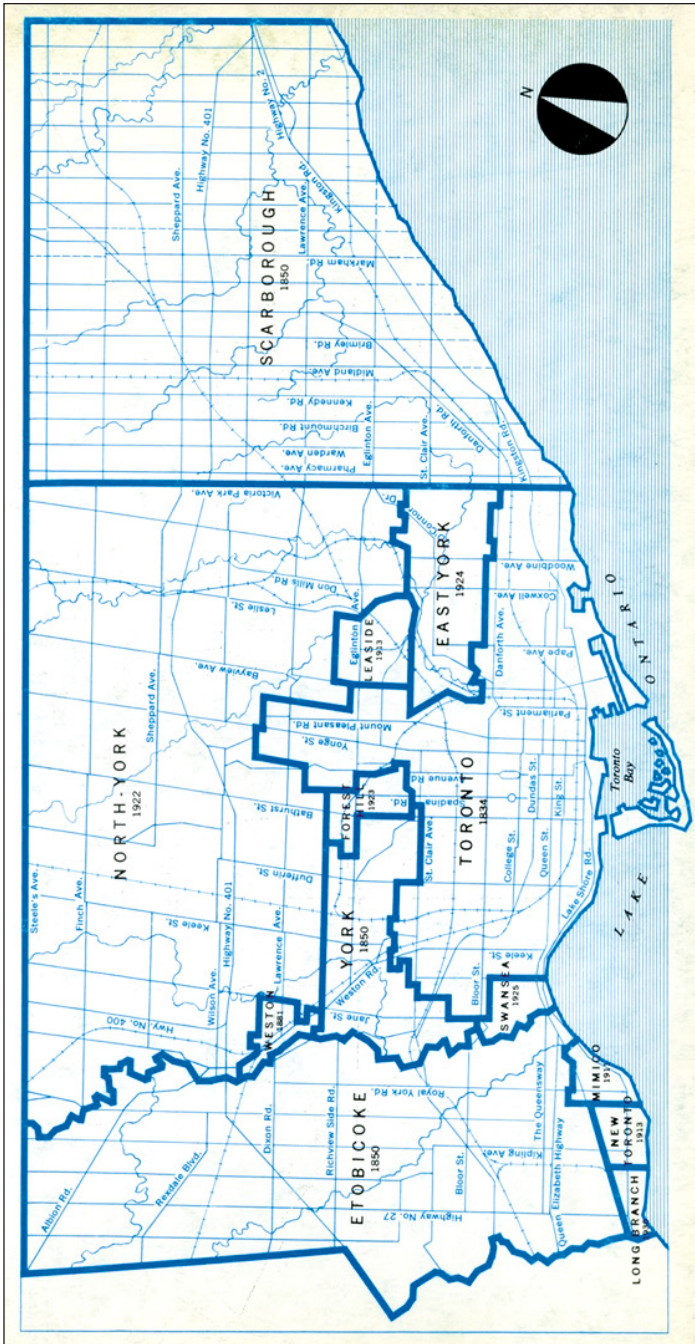 N
SCARBOROUGH
1850
Sheppard Ave.
Highway No. 401
Highway No. 2
Kingston Rd.
Lawrence Ave.
Markham Rd.
Brimley Rd.
Midland Ave.
Kennedy Rd.
Birchmount Rd.
Warden Ave.
Pharmacy Ave.
Eglinton Ave.
St. Clair Ave.
Danforth Rd.
Kingston Rd.
Victoria Park Ave.
NORTH-YORK
1922
Steele's Ave.
Finch Ave.
Sheppard Ave.
Don Mills Rd
Leslie St.
Bayview Ave.
Bathurst St.
Dufferin St.
Keele St.
Highway No. 401
Wilson Ave.
Lawrence Ave.
Hwy. No. 400
EAST YORK
1924
O'Connor Dr.
LEASIDE
1913
Eglinton Ave.
Mount Pleasant Rd.
Yonge St.
FOREST HILL
1923
YORK
1850
Weston Rd.
Jane St.
WESTON
1881
TORONTO
1834
Woodbine Ave.
Coxwell Ave.
Danforth Ave.
Pape Ave.
Parliament St.
Avenue Rd.
Spadina Rd.
St. Clair Ave.
Dundas St.
King St.
College St.
Queen St.
Lake Shore Rd.
Keele St.
Bloor St.
SWANSEA
1925
Toronto Bay
LAKE ONTARIO
ETOBICOKE
1850
Albion Rd.
Rexdale Blvd.
Dixon Rd.
Richview Side Rd.
Royal York Rd.
Bloor St.
Highway No. 27
Kipling Ave.
The Queensway
Queen Elizabeth Highway
MIMICO
NEW TORONTO
1913
LONG BRANCH